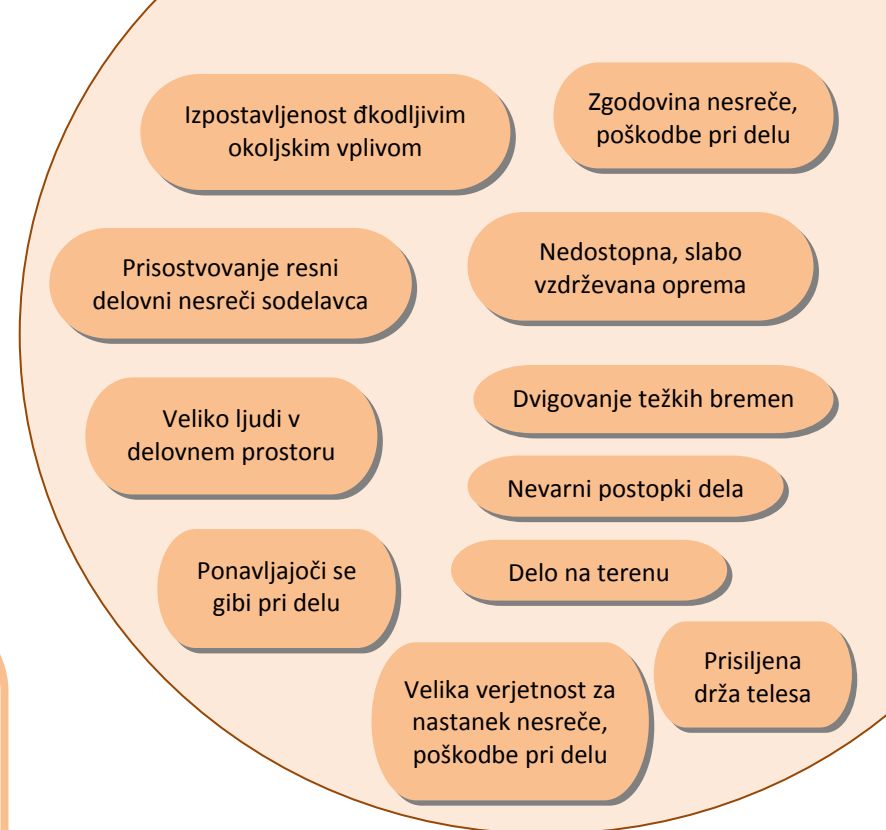 Izpostavljenost đkodljivim
okoljskim vplivom
Zgodovina nesreče,
poškodbe pri delu
Prisostvovanje resni
delovni nesreči sodelavca
Nedostopna, slabo
vzdrževana oprema
Veliko ljudi v
delovnem prostoru
Dvigovanje težkih bremen
Nevarni postopki dela
Ponavljajoči se
gibi pri delu
Delo na terenu
Velika verjetnost za
nastanek nesreče,
poškodbe pri delu
Prisiljena
drža telesa